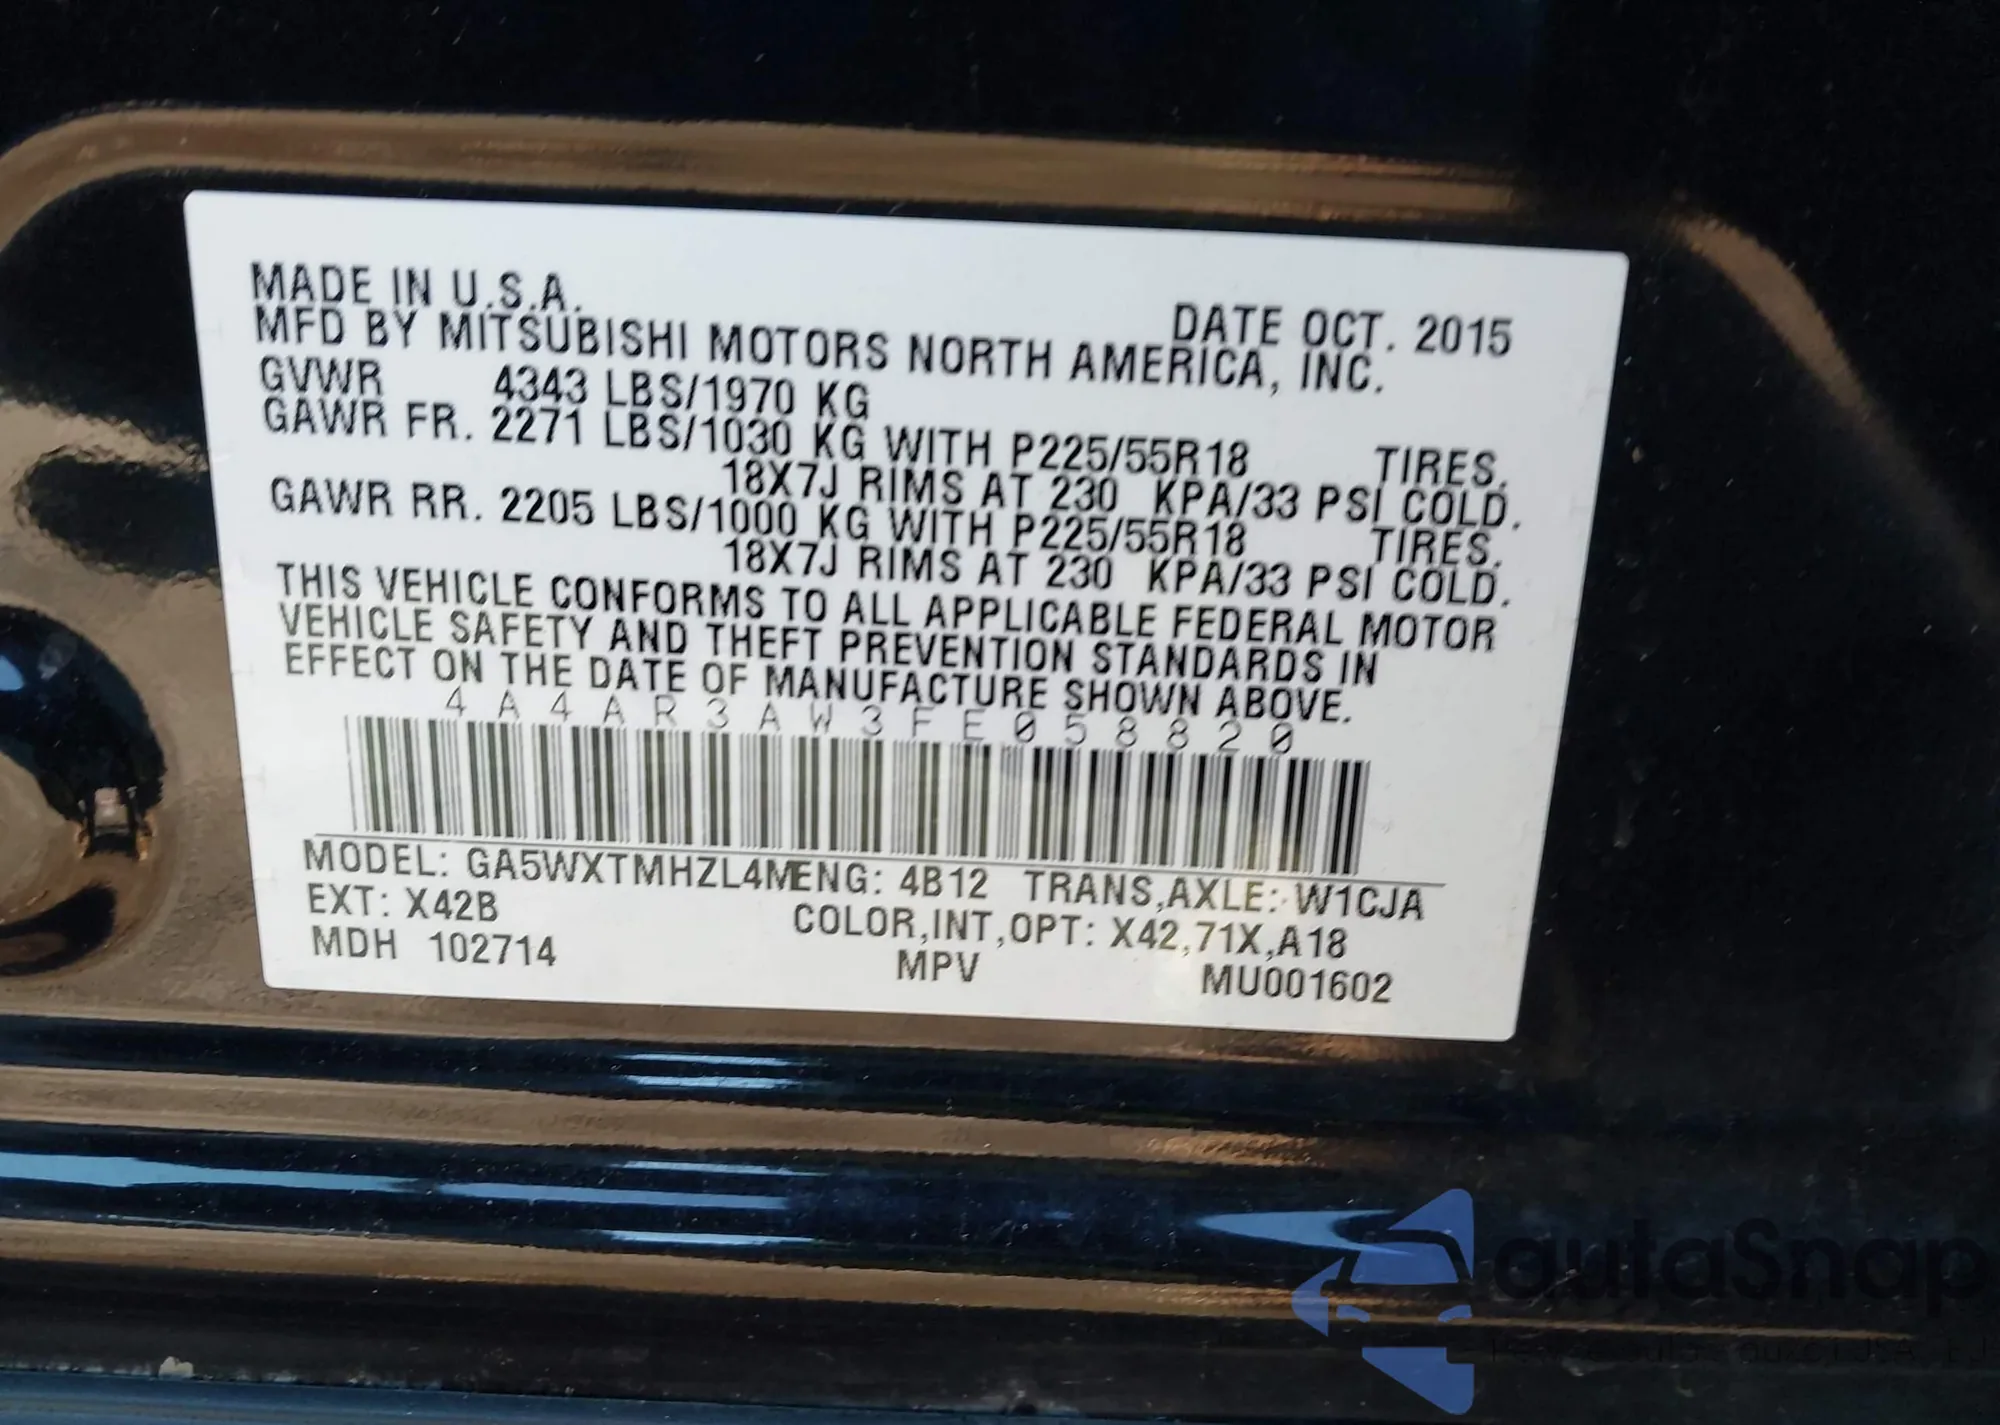 MADE IN U.S.A.
DATE OCT. 2015
MFD BY MITSUBISHI MOTORS NORTH AMERICA, INC.
GVWR 4343 LBS/1970 KG
GAWR FR. 2271 LBS/1030 KG WITH P225/55R18 TIRES.
18X7J RIMS AT 230 KPA/33 PSI COLD.
GAWR RR. 2205 LBS/1000 KG WITH P225/55R18 TIRES.
18X7J RIMS AT 230 KPA/33 PSI COLD.
THIS VEHICLE CONFORMS TO ALL APPLICABLE FEDERAL MOTOR
VEHICLE SAFETY AND THEFT PREVENTION STANDARDS IN
EFFECT ON THE DATE OF MANUFACTURE SHOWN ABOVE.
4A4AR3AW3FE058820
MODEL: GA5WXTMHZL4M ENG: 4B12 TRANS,AXLE: W1CJA
EXT: X42B COLOR,INT,OPT: X42,71X,A18
MDH 102714 MPV MU001602
autaSnap